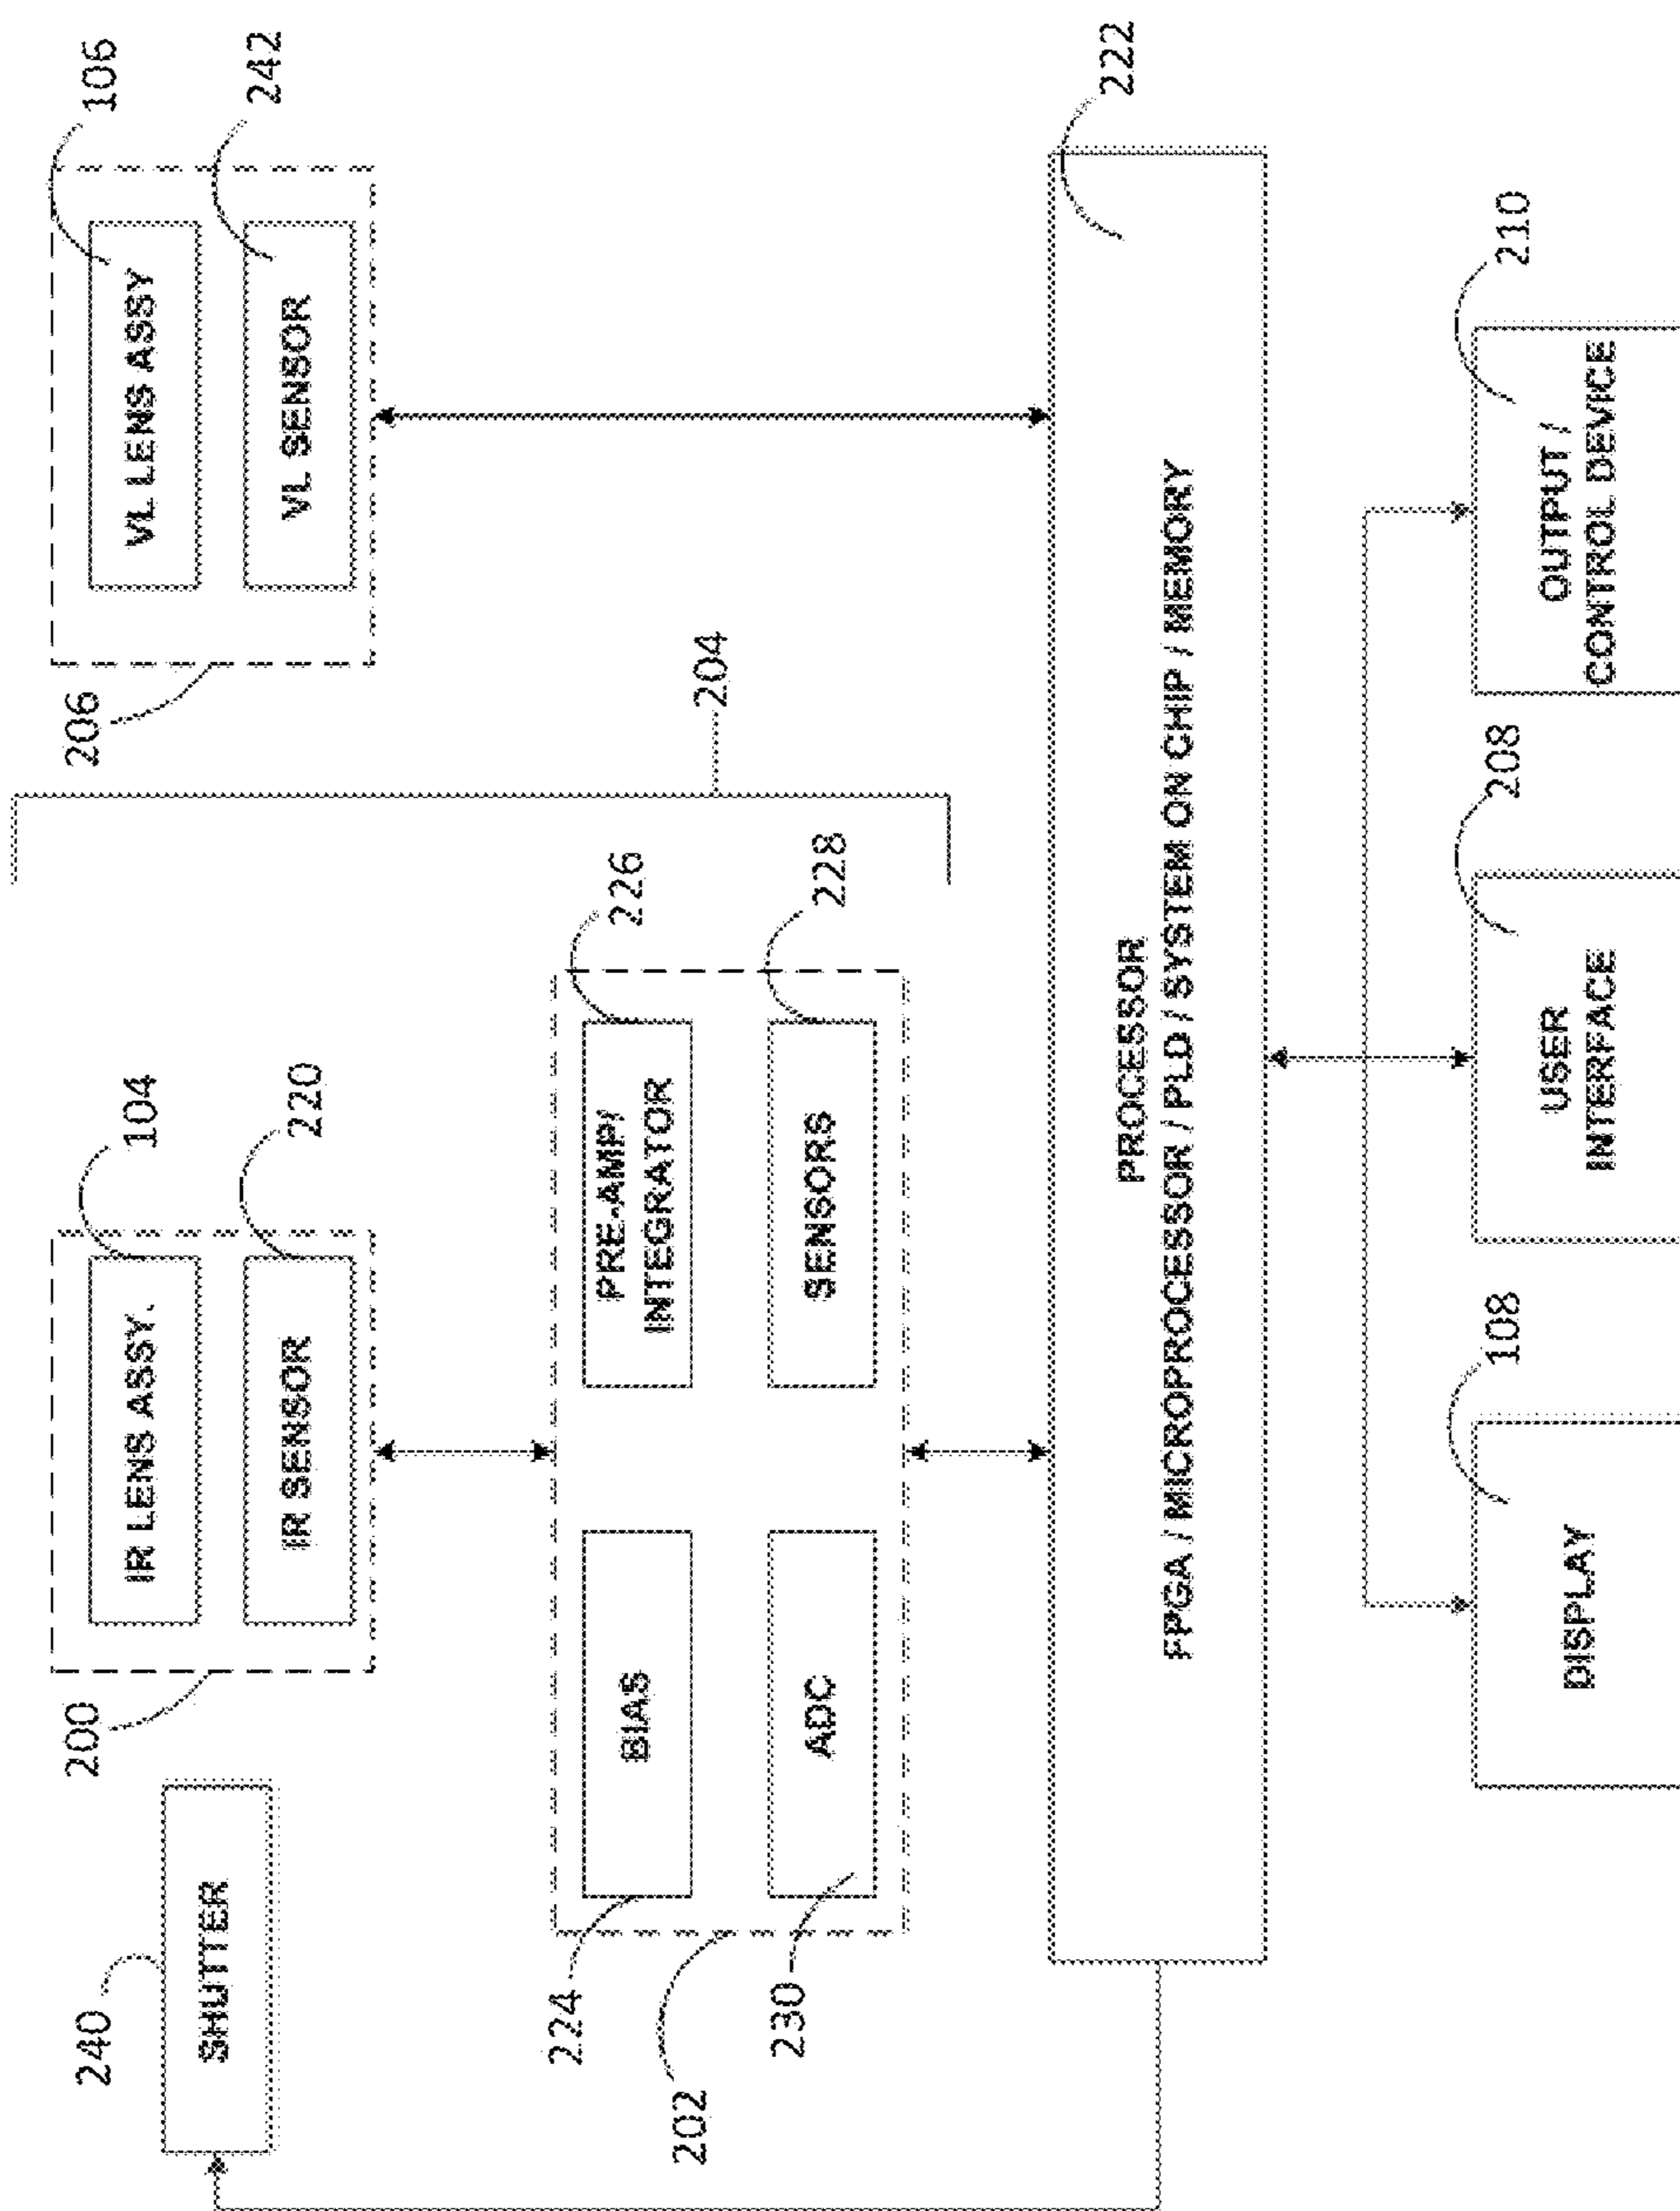 240
SHUTTER
200
IR LENS ASSY.
104
IR SENSOR
220
206
VL LENS ASSY
106
VL SENSOR
242
204
202
224
BIAS
PRE-AMP/
INTEGRATOR
226
230
ADC
SENSORS
228
PROCESSOR
FPGA / MICROPROCESSOR / PLD / SYSTEM ON CHIP / MEMORY
222
DISPLAY
108
USER
INTERFACE
208
OUTPUT /
CONTROL DEVICE
210